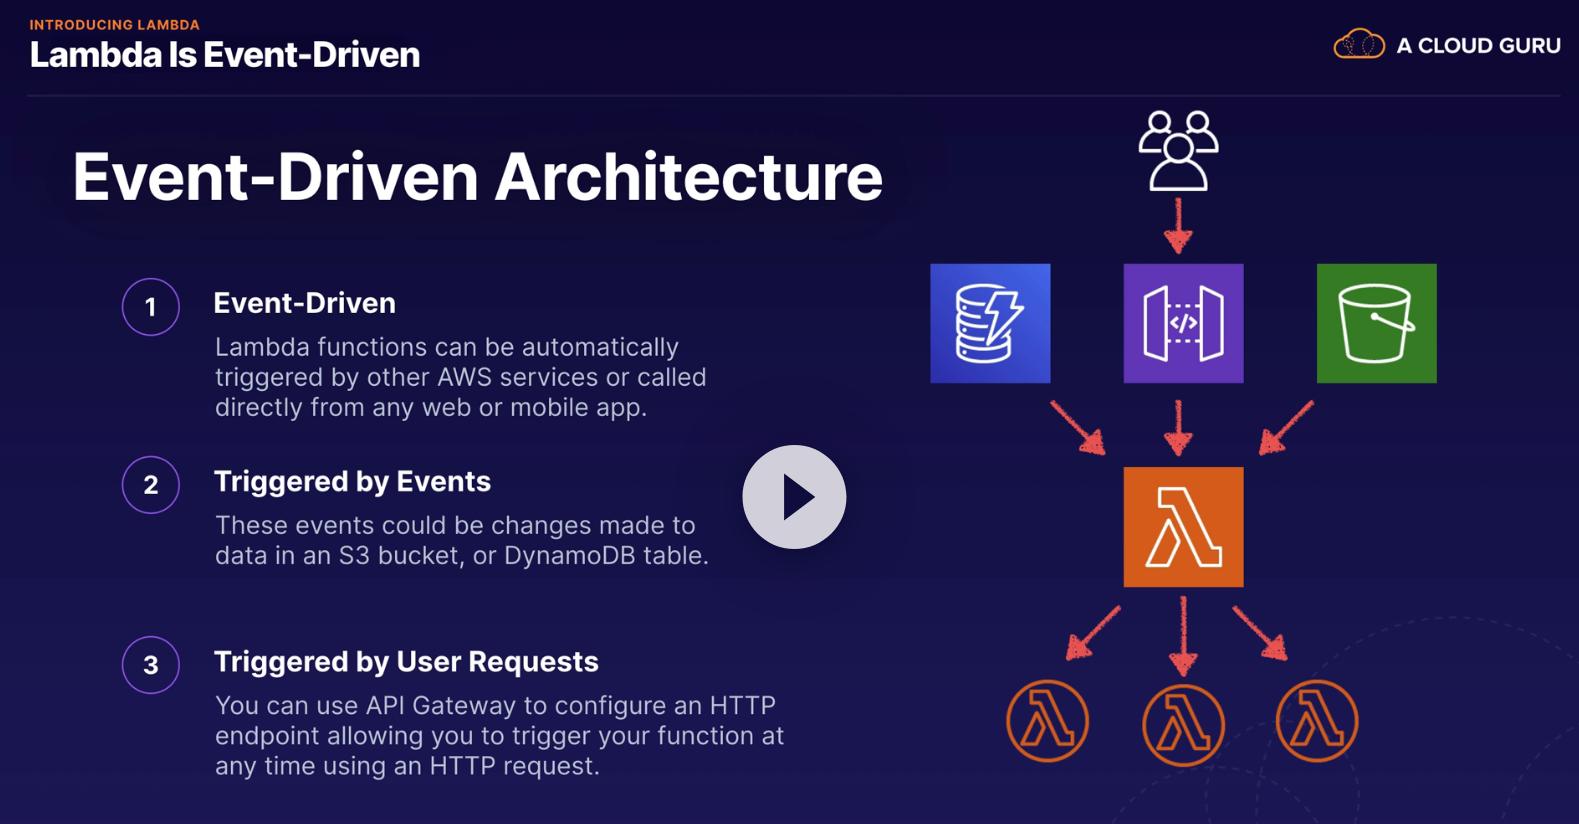 INTRODUCING LAMBDA
Lambda Is Event-Driven
A CLOUD GURU
Event-Driven Architecture
1
Event-Driven
Lambda functions can be automatically
triggered by other AWS services or called
directly from any web or mobile app.
2
Triggered by Events
These events could be changes made to
data in an S3 bucket, or DynamoDB table.
3
Triggered by User Requests
You can use API Gateway to configure an HTTP
endpoint allowing you to trigger your function at
any time using an HTTP request.
</>